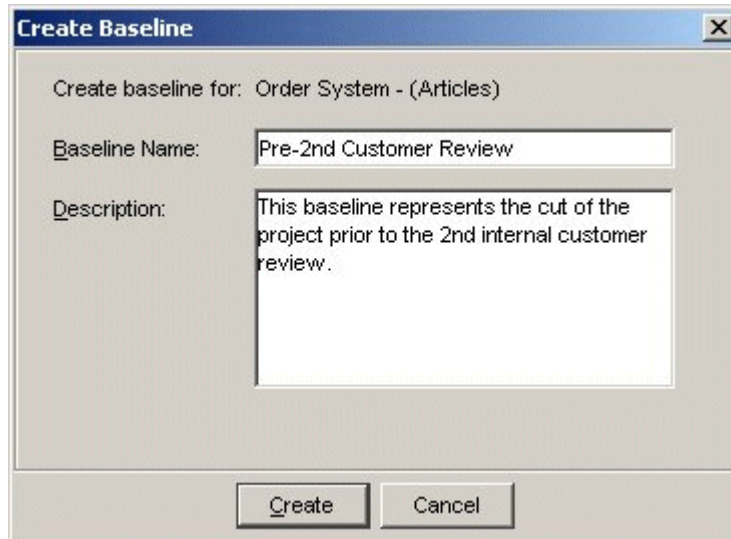 Create Baseline
Create baseline for: Order System - (Articles)
Baseline Name: Pre-2nd Customer Review
Description: This baseline represents the cut of the
project prior to the 2nd internal customer
review.
Create Cancel